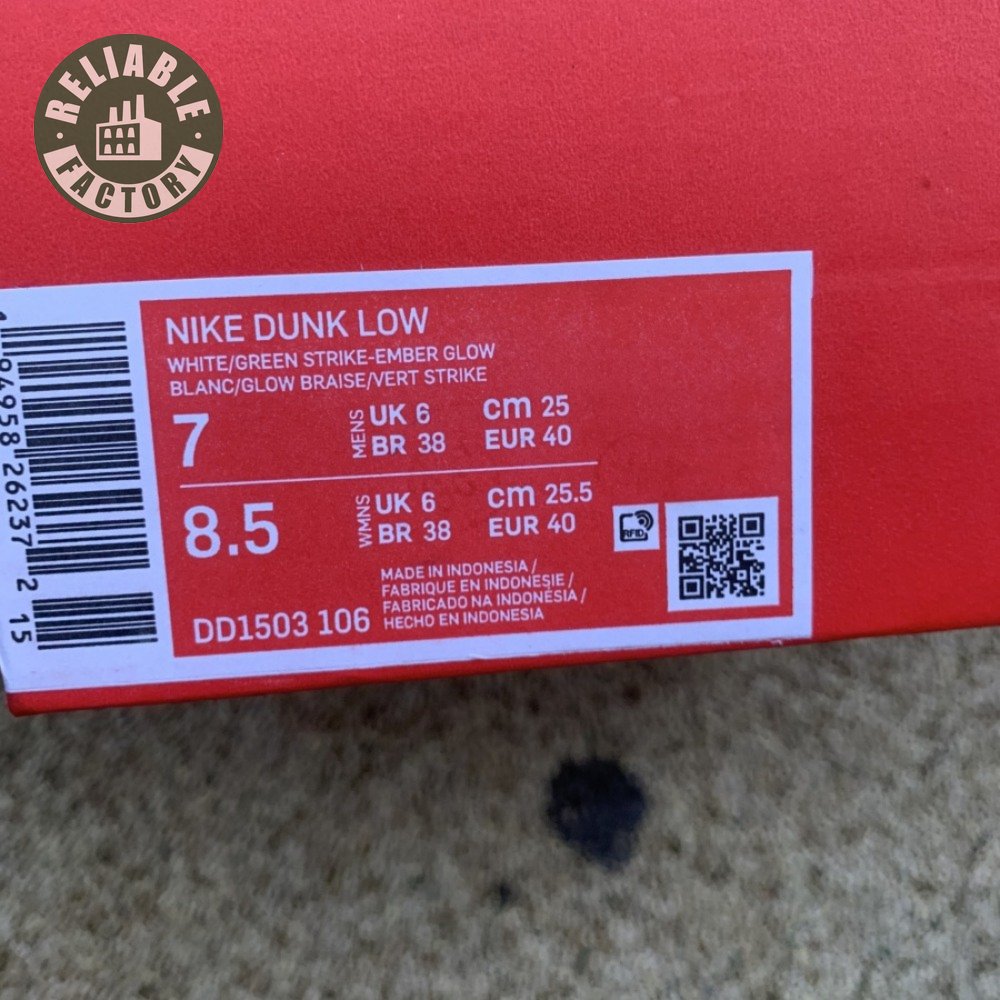 RELIABLE
FACTORY
NIKE DUNK LOW
WHITE/GREEN STRIKE-EMBER GLOW
BLANC/GLOW BRAISE/VERT STRIKE
7
MENS
UK 6
cm 25
BR 38
EUR 40
8.5
WMNS
UK 6
cm 25.5
BR 38
EUR 40
RFID
MADE IN INDONESIA /
FABRIQUE EN INDONESIE /
FABRICADO NA INDONÉSIA /
HECHO EN INDONESIA
DD1503 106
4 94958 26237 2 15